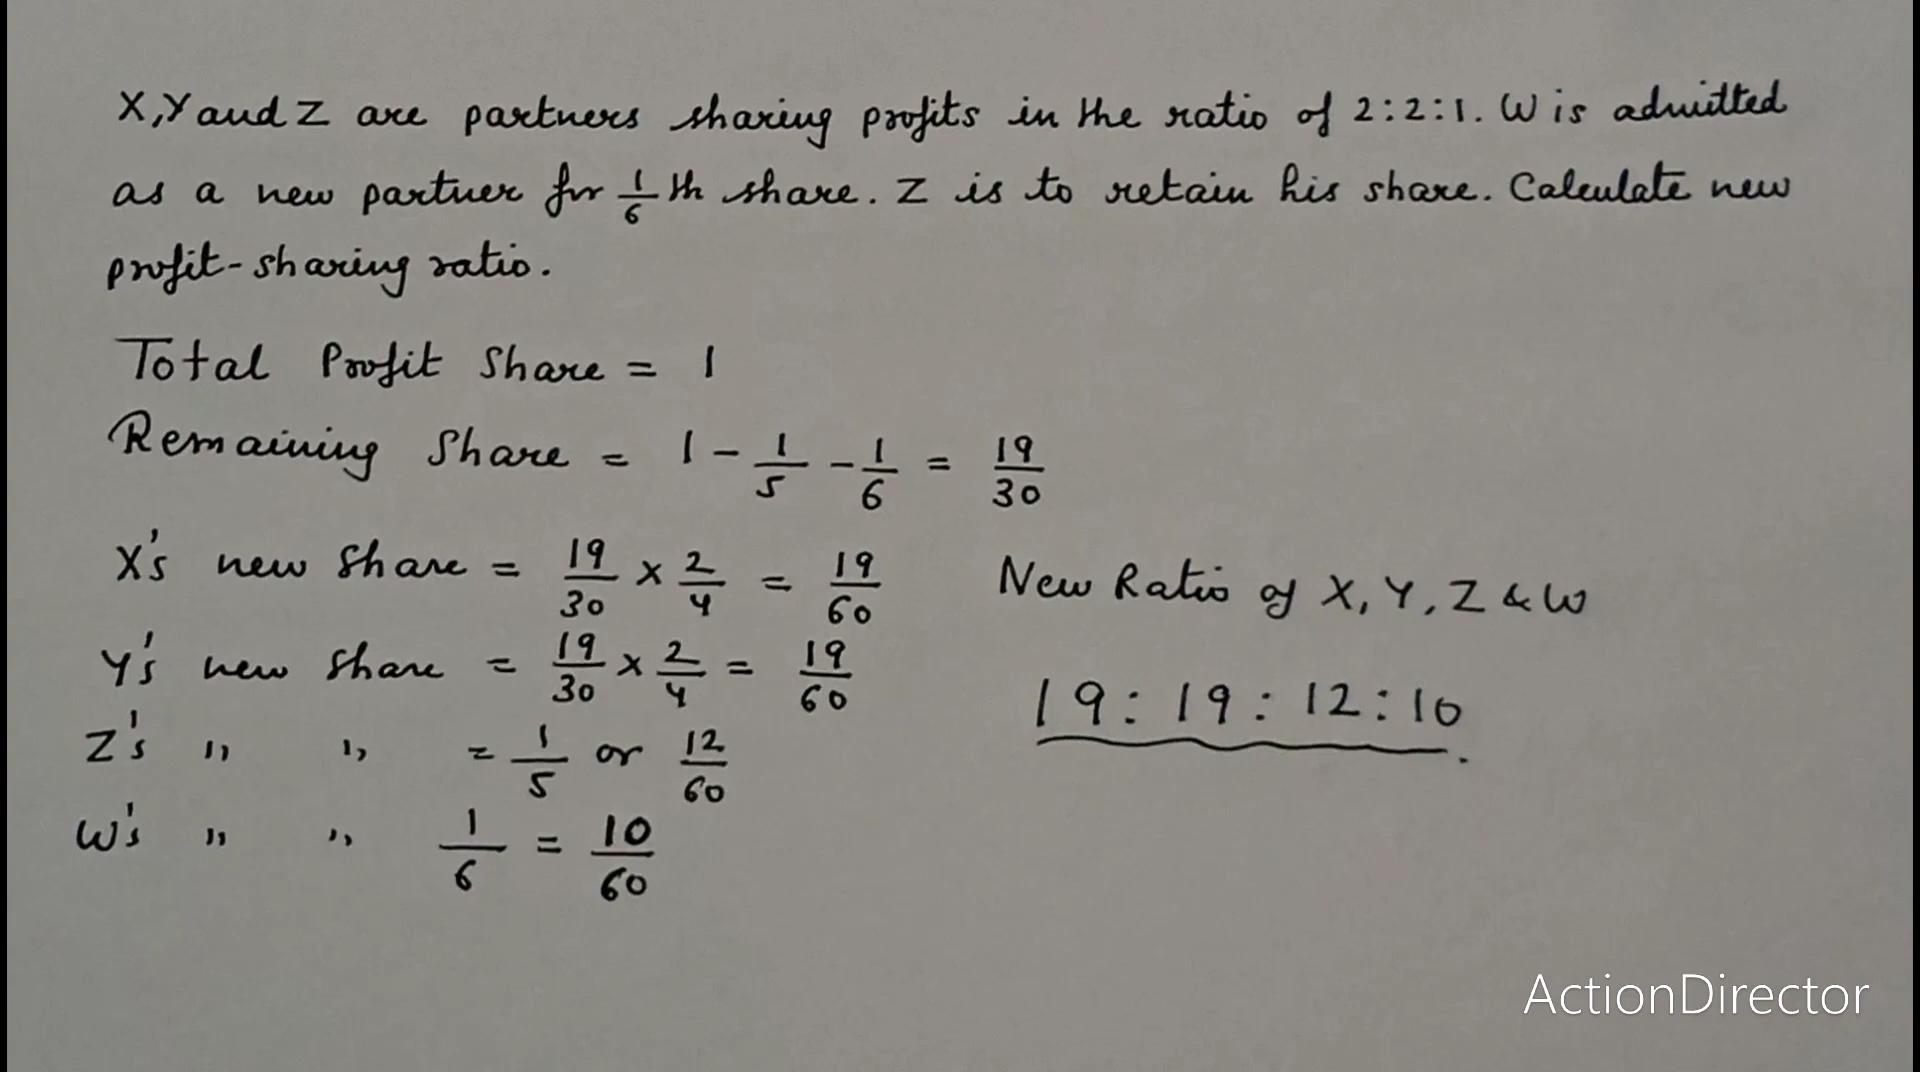 X, Y and Z are partners sharing profits in the ratio of 2:2:1. W is admitted
as a new partner for 1/6 th share. Z is to retain his share. Calculate new
profit-sharing ratio.
Total Profit Share = 1
Remaining Share = 1 - 1/5 - 1/6 = 19/30
X's new share = 19/30 x 2/4 = 19/60
Y's new share = 19/30 x 2/4 = 19/60
Z's " " = 1/5 or 12/60
W's " " 1/6 = 10/60
New Ratio of X, Y, Z & W
19:19:12:10.
ActionDirector